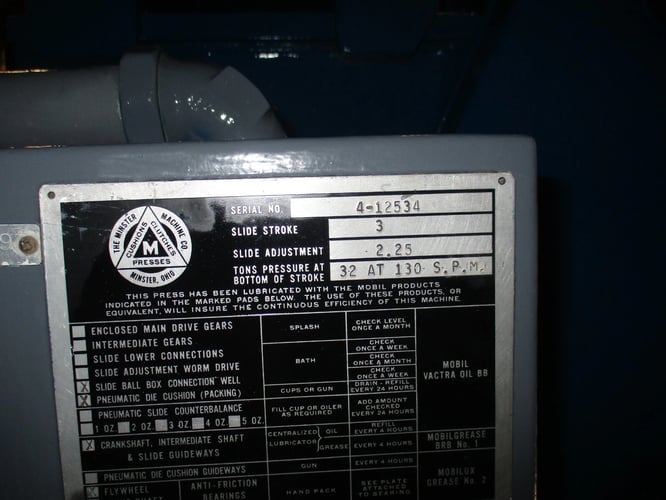 SERIAL NO. 4-12534
SLIDE STROKE 3
SLIDE ADJUSTMENT 2.25
TONS PRESSURE AT BOTTOM OF STROKE 32 AT 130 S.P.M.
THE MINSTER MACHINE CO
CUSHIONS CLUTCHES
M
PRESSES
MINSTER, OHIO
THIS PRESS HAS BEEN LUBRICATED WITH THE MOBIL PRODUCTS
INDICATED IN THE MARKED PADS BELOW. THE USE OF THESE PRODUCTS, OR
EQUIVALENT, WILL INSURE THE CONTINUOUS EFFICIENCY OF THIS MACHINE.
ENCLOSED MAIN DRIVE GEARS SPLASH CHECK LEVEL ONCE A MONTH
INTERMEDIATE GEARS CHECK ONCE A WEEK
SLIDE LOWER CONNECTIONS BATH CHECK ONCE A MONTH MOBIL VACTRA OIL BB
SLIDE ADJUSTMENT WORM DRIVE CHECK ONCE A WEEK
X SLIDE BALL BOX CONNECTION WELL CUPS OR GUN DRAIN - REFILL EVERY 24 HOURS
X PNEUMATIC DIE CUSHION (PACKING)
PNEUMATIC SLIDE COUNTERBALANCE FILL CUP OR OILER AS REQUIRED ADD AMOUNT CHECKED EVERY 24 HOURS
1 OZ. 2 OZ. 3 OZ. 4 OZ. 5 OZ.
X CRANKSHAFT, INTERMEDIATE SHAFT & SLIDE GUIDEWAYS CENTRALIZED LUBRICATOR OIL REFILL EVERY 4 HOURS
GREASE EVERY 4 HOURS MOBILGREASE BRB No. 1
PNEUMATIC DIE CUSHION GUIDEWAYS GUN EVERY 4 HOURS
X FLYWHEEL ANTI-FRICTION BEARINGS HAND PACK SEE PLATE ATTACHED TO BEARING MOBILUX GREASE No. 2